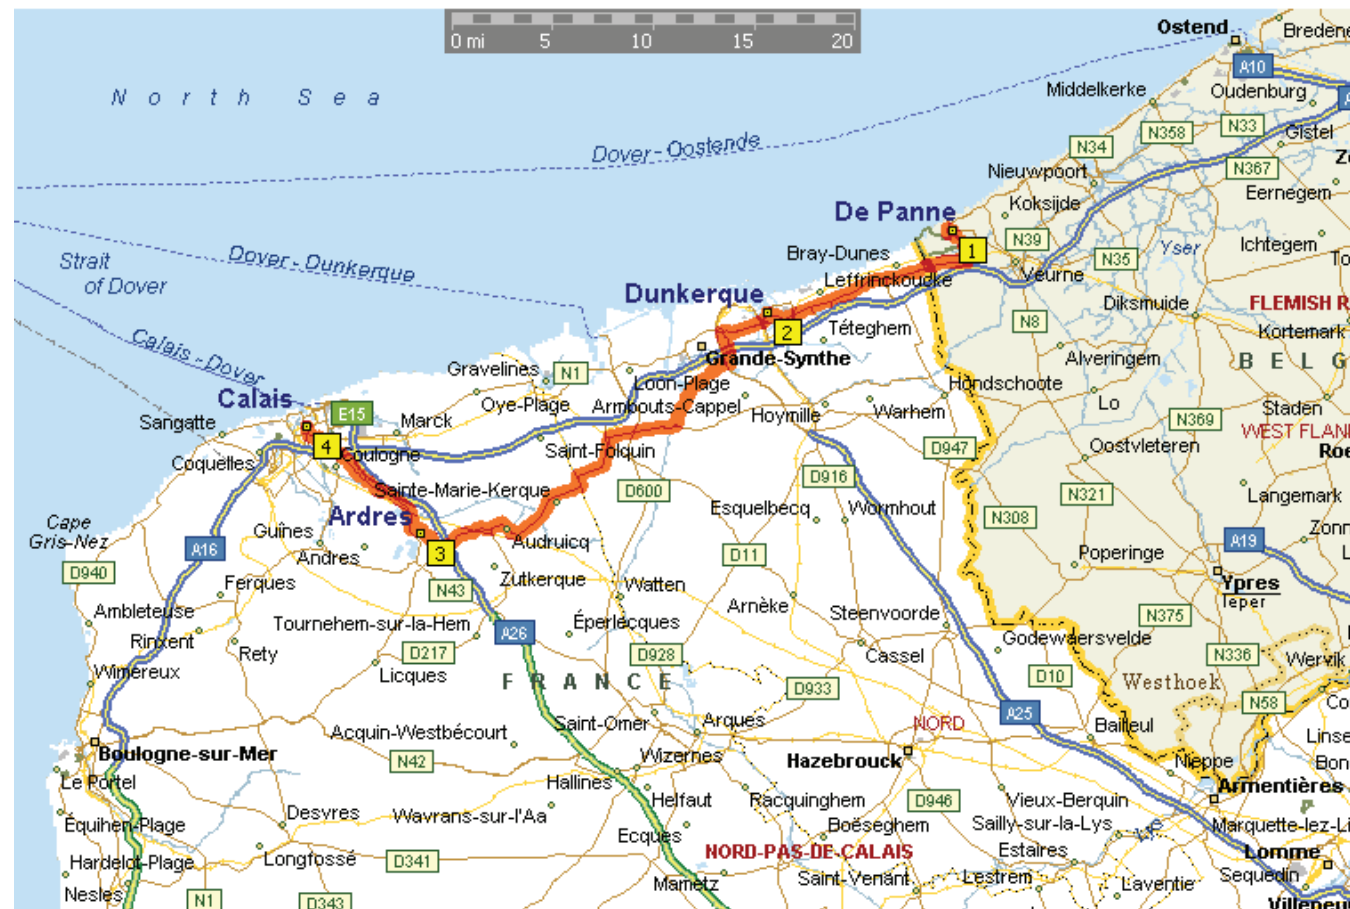 0 mi 5 10 15 20
Ostend
Bredene
A10
Middelkerke
Oudenburg
N o r t h S e a
N358
N33
Gistel
N34
Dover-Oostende
N367
Nieuwpoort
Eernegem
De Panne
Koksijde
Strait
of Dover
Dover-Dunkerque
Bray-Dunes
1
N39
Yser
Ichtegem
N35
Leffrinckoucke
Veurne
Dunkerque
Diksmuide
FLEMISH R
2
Téteghem
N8
Kortemark
Calais-Dover
Grande-Synthe
Alveringem
B E L G
Gravelines
N1
Loon-Plage
Hondschoote
Calais
Oye-Plage
Armbouts-Cappel
Hoymille
Warhem
Lo
Staden
Sangatte
E15
Marck
N369
WEST FLAN
4
Coulogne
Saint-Folquin
D947
Oostvleteren
Roe
Coquelles
D916
Sainte-Marie-Kerque
D600
N321
Langemark
Cape
Gris-Nez
Ardres
Esquelbecq
Wormhout
N308
Guînes
Zonn
A16
Andres
3
Audruicq
D11
Poperinge
A19
D940
Ferques
N43
Zutkerque
Watten
Ypres
Ieper
Ambleteuse
Arnèke
Steenvoorde
N375
Rinxent
Tournehem-sur-la-Hem
A26
Éperlecques
Godewaersvelde
Rety
D217
D928
Cassel
N336
Wervik
Wimereux
Licques
F R A N C E
D933
D10
Westhoek
N58
Saint-Omer
Arques
NORD
A25
Bailleul
Acquin-Westbécourt
Linse
Boulogne-sur-Mer
N42
Wizernes
Hazebrouck
Nieppe
Le Portel
Hallines
Armentières
Helfaut
Racquinghem
D946
Vieux-Berquin
Desvres
Wavrans-sur-l'Aa
Équihen-Plage
Boëseghem
Sailly-sur-la-Lys
Marquette-lez-Li
Ecques
Hardelot-Plage
Longfossé
D341
NORD-PAS-DE-CALAIS
Estaires
Lomme
Nesles
Mametz
Saint-Venant
Lestrem
Laventie
Sequedin
N1
D343
Villeneu